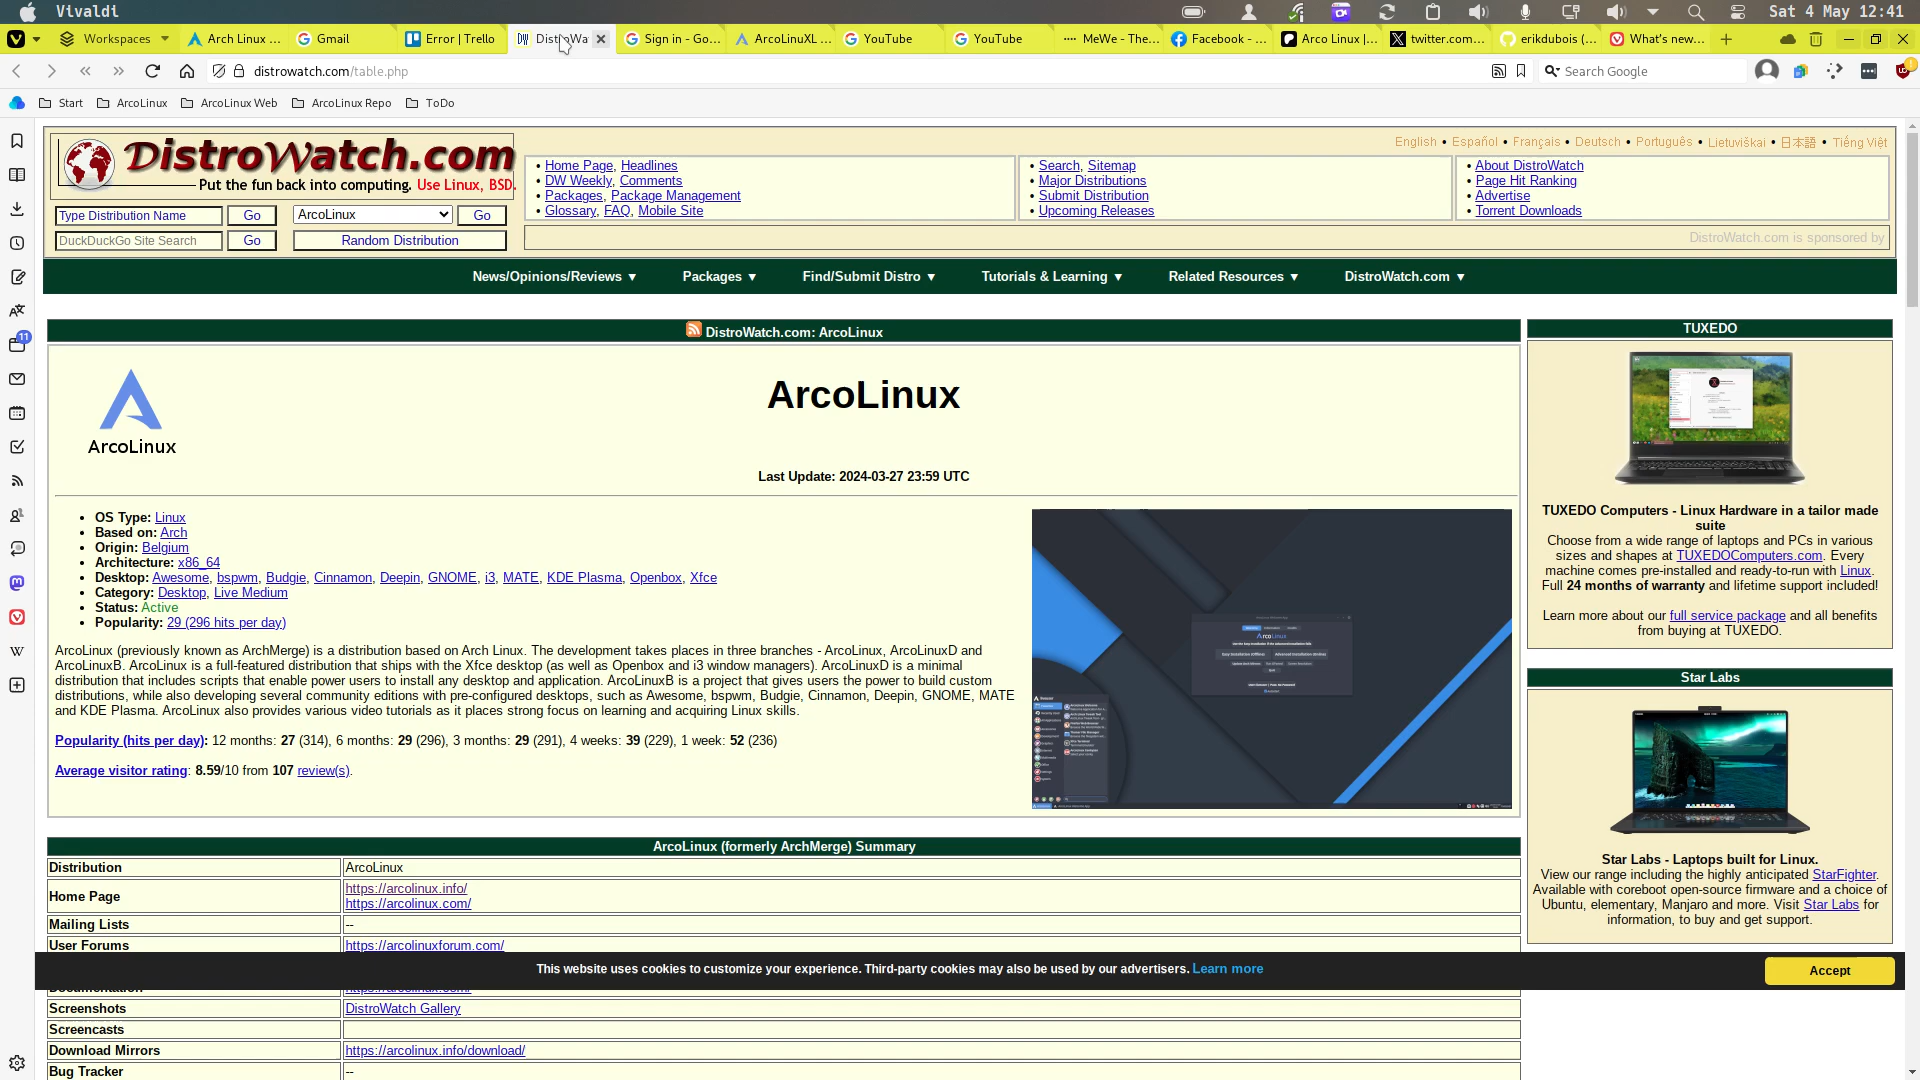 Vivaldi
Sat 4 May 12:41
Workspaces
Arch Linux ...
Gmail
Error | Trello
DistroWa
Sign in - Go...
ArcoLinuXL ...
YouTube
YouTube
MeWe - The...
Facebook - ...
Arco Linux |...
twitter.com...
erikdubois (...
What's new...
distrowatch.com/table.php
Search Google
Start
ArcoLinux
ArcoLinux Web
ArcoLinux Repo
ToDo
11
DistroWatch.com
Put the fun back into computing. Use Linux, BSD.
English • Español • Français • Deutsch • Português • Lietuviškai • 日本語 • Tiếng Việt
• Home Page, Headlines
• DW Weekly, Comments
• Packages, Package Management
• Glossary, FAQ, Mobile Site
• Search, Sitemap
• Major Distributions
• Submit Distribution
• Upcoming Releases
• About DistroWatch
• Page Hit Ranking
• Advertise
• Torrent Downloads
Type Distribution Name
Go
ArcoLinux
Go
DuckDuckGo Site Search
Go
Random Distribution
DistroWatch.com is sponsored by
News/Opinions/Reviews ▼
Packages ▼
Find/Submit Distro ▼
Tutorials & Learning ▼
Related Resources ▼
DistroWatch.com ▼
DistroWatch.com: ArcoLinux
ArcoLinux
ArcoLinux
Last Update: 2024-03-27 23:59 UTC
• OS Type: Linux
• Based on: Arch
• Origin: Belgium
• Architecture: x86_64
• Desktop: Awesome, bspwm, Budgie, Cinnamon, Deepin, GNOME, i3, MATE, KDE Plasma, Openbox, Xfce
• Category: Desktop, Live Medium
• Status: Active
• Popularity: 29 (296 hits per day)
ArcoLinux (previously known as ArchMerge) is a distribution based on Arch Linux. The development takes places in three branches - ArcoLinux, ArcoLinuxD and
ArcoLinuxB. ArcoLinux is a full-featured distribution that ships with the Xfce desktop (as well as Openbox and i3 window managers). ArcoLinuxD is a minimal
distribution that includes scripts that enable power users to install any desktop and application. ArcoLinuxB is a project that gives users the power to build custom
distributions, while also developing several community editions with pre-configured desktops, such as Awesome, bspwm, Budgie, Cinnamon, Deepin, GNOME, MATE
and KDE Plasma. ArcoLinux also provides various video tutorials as it places strong focus on learning and acquiring Linux skills.
Popularity (hits per day): 12 months: 27 (314), 6 months: 29 (296), 3 months: 29 (291), 4 weeks: 39 (229), 1 week: 52 (236)
Average visitor rating: 8.59/10 from 107 review(s).
TUXEDO
TUXEDO Computers - Linux Hardware in a tailor made
suite
Choose from a wide range of laptops and PCs in various
sizes and shapes at TUXEDOComputers.com. Every
machine comes pre-installed and ready-to-run with Linux.
Full 24 months of warranty and lifetime support included!
Learn more about our full service package and all benefits
from buying at TUXEDO.
Star Labs
Star Labs - Laptops built for Linux.
View our range including the highly anticipated StarFighter.
Available with coreboot open-source firmware and a choice of
Ubuntu, elementary, Manjaro and more. Visit Star Labs for
information, to buy and get support.
ArcoLinux (formerly ArchMerge) Summary
Distribution
ArcoLinux
Home Page
https://arcolinux.info/
https://arcolinux.com/
Mailing Lists
--
User Forums
https://arcolinuxforum.com/
This website uses cookies to customize your experience. Third-party cookies may also be used by our advertisers. Learn more
Accept
Screenshots
DistroWatch Gallery
Screencasts
Download Mirrors
https://arcolinux.info/download/
Bug Tracker
--